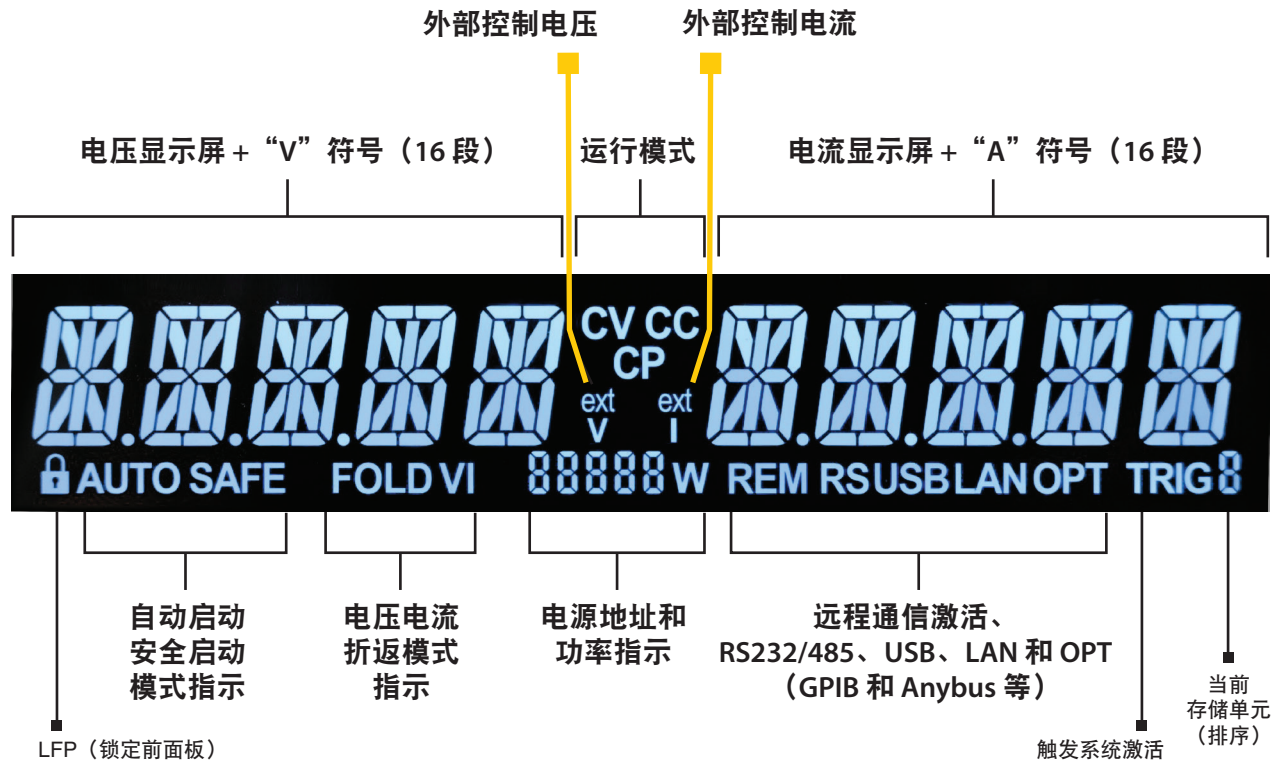 外部控制电压
外部控制电流
电压显示屏 + “V” 符号（16 段）
运行模式
电流显示屏 + “A” 符号（16 段）
CV CC
CP
ext
V
ext
I
AUTO SAFE FOLD VI 88888 W REM RS USB LAN OPT TRIG 8
自动启动
安全启动
模式指示
电压电流
折返模式
指示
电源地址和
功率指示
远程通信激活、
RS232/485、USB、LAN 和 OPT
（GPIB 和 Anybus 等）
当前
存储单元
（排序）
LFP（锁定前面板）
触发系统激活